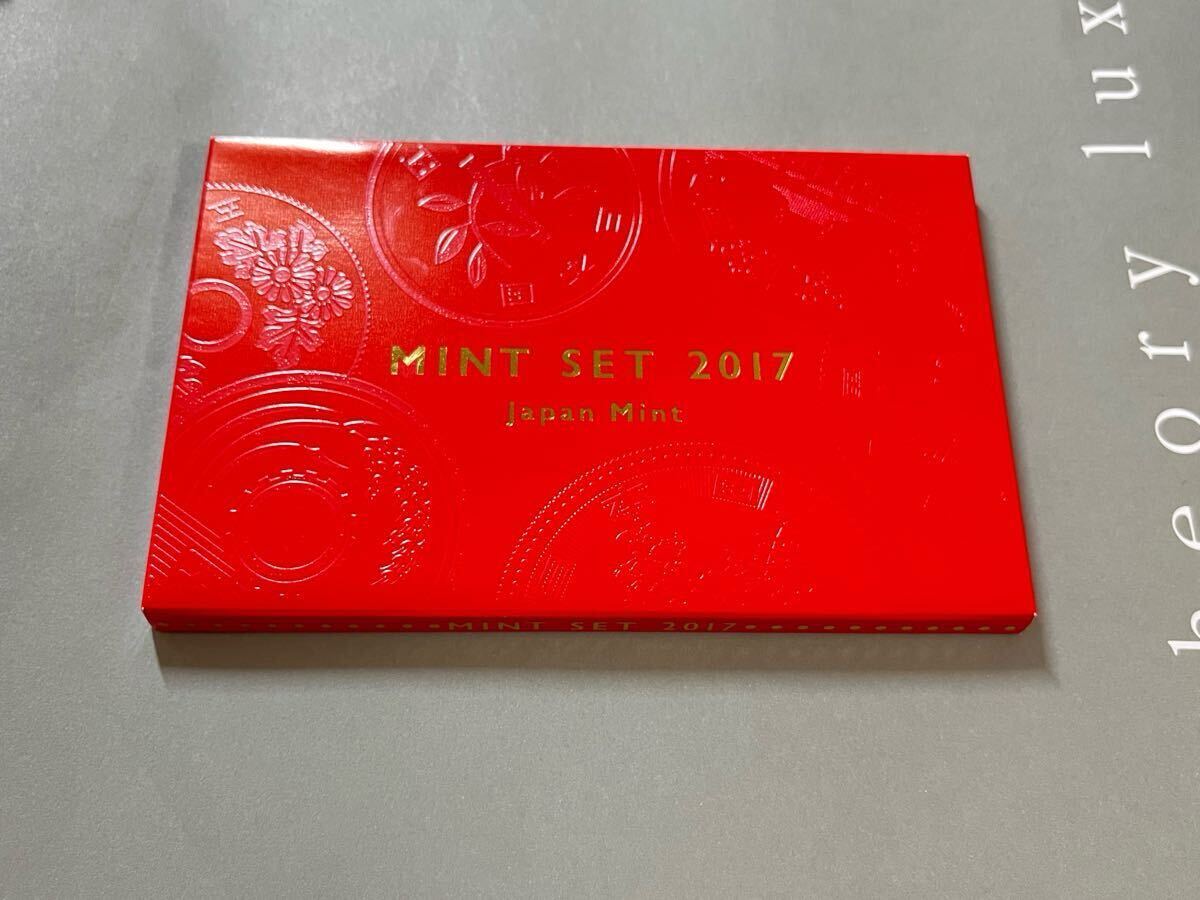 MINT SET 2017
Japan Mint
MINT SET 2017
heory lux